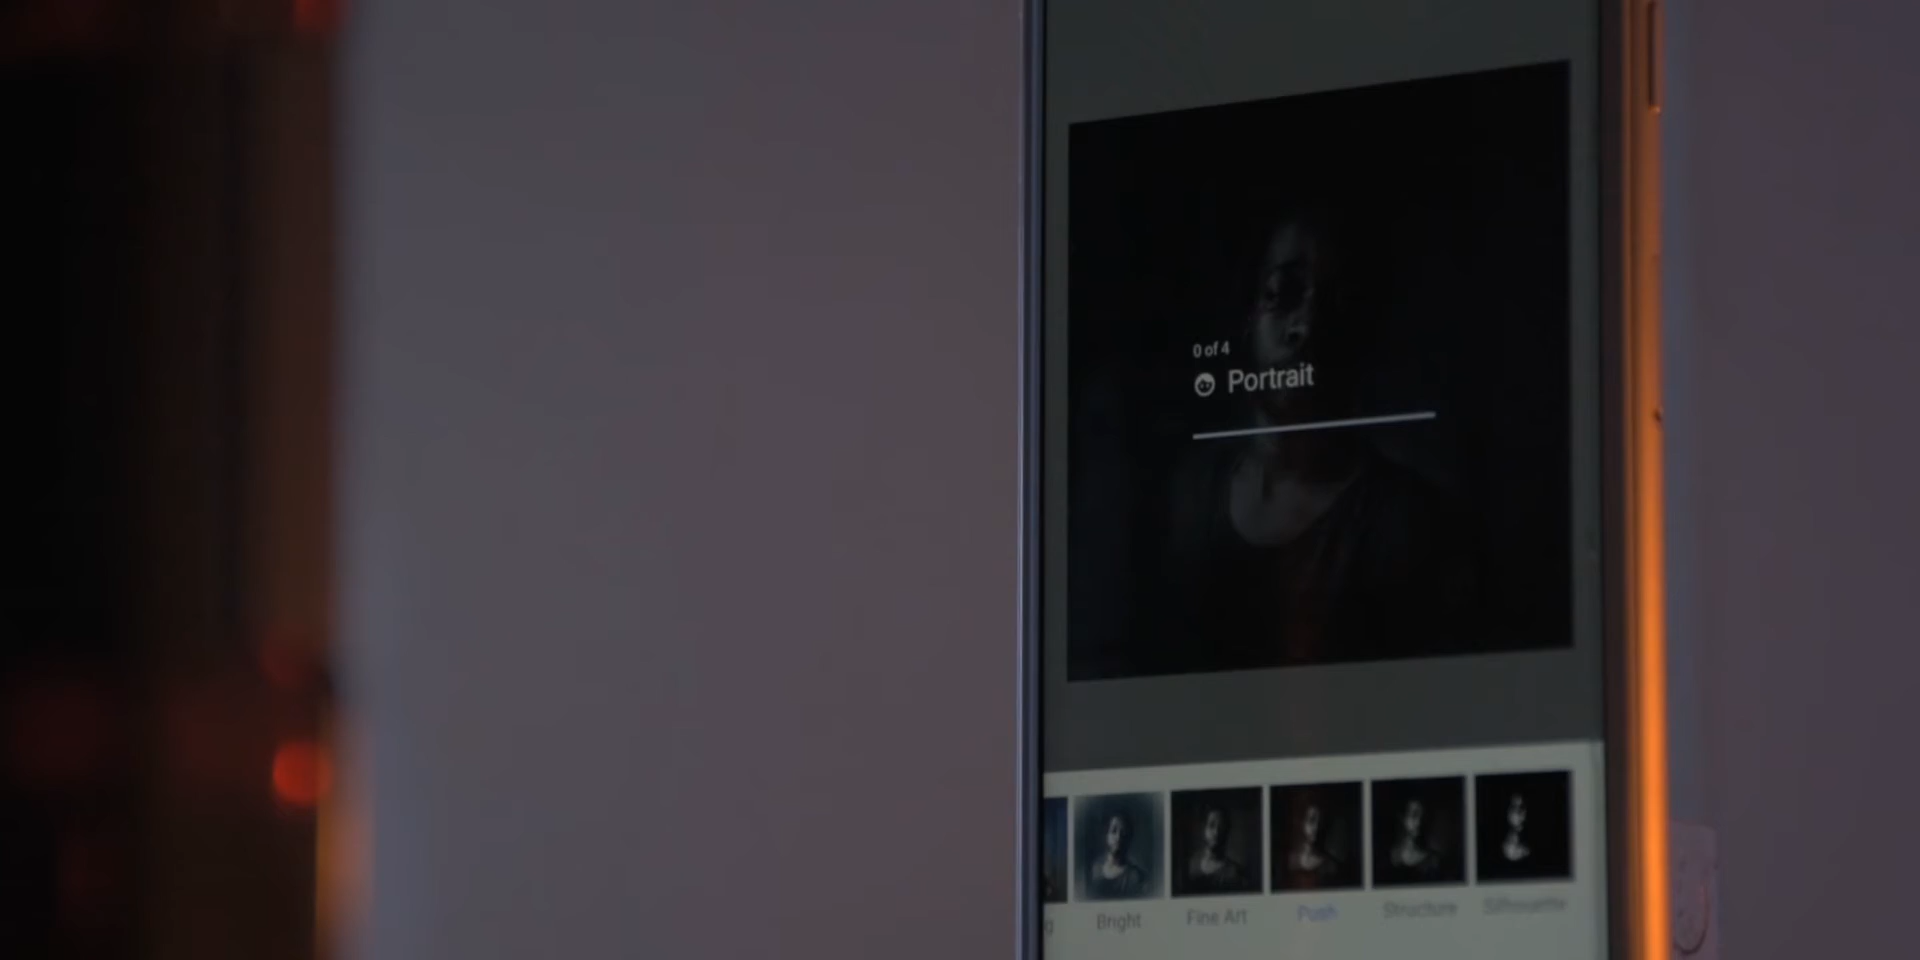 0 of 4
Portrait
g
Bright
Fine Art
Push
Structure
Silhouette